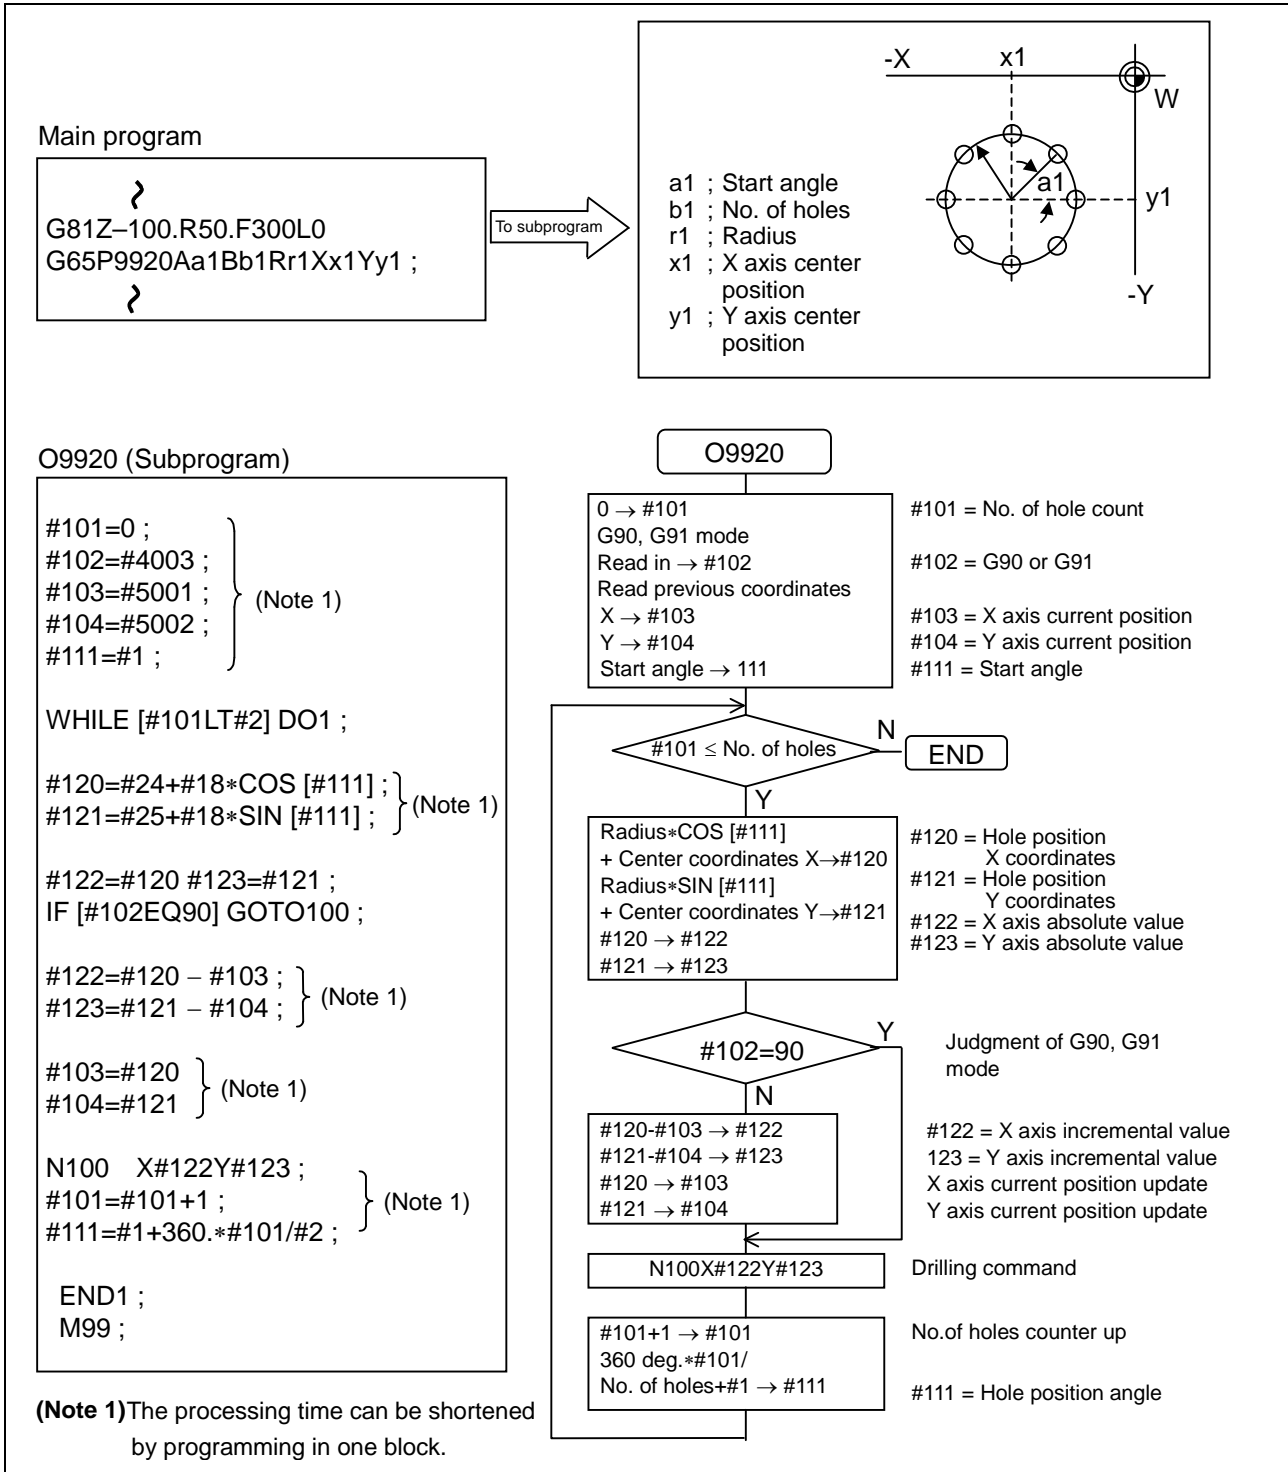 Main program
G81Z–100.R50.F300L0
G65P9920Aa1Bb1Rr1Xx1Yy1 ;
To subprogram
-X
x1
W
a1
y1
-Y
a1 ; Start angle
b1 ; No. of holes
r1 ; Radius
x1 ; X axis center
position
y1 ; Y axis center
position
O9920 (Subprogram)
#101=0 ;
#102=#4003 ;
#103=#5001 ;
(Note 1)
#104=#5002 ;
#111=#1 ;
WHILE [#101LT#2] DO1 ;
#120=#24+#18∗COS [#111] ;
#121=#25+#18∗SIN [#111] ;
(Note 1)
#122=#120 #123=#121 ;
IF [#102EQ90] GOTO100 ;
#122=#120 – #103 ;
#123=#121 – #104 ;
(Note 1)
#103=#120
#104=#121
(Note 1)
N100 X#122Y#123 ;
#101=#101+1 ;
(Note 1)
#111=#1+360.∗#101/#2 ;
END1 ;
M99 ;
(Note 1)The processing time can be shortened
by programming in one block.
O9920
0 → #101
G90, G91 mode
Read in → #102
Read previous coordinates
X → #103
Y → #104
Start angle → 111
#101 = No. of hole count
#102 = G90 or G91
#103 = X axis current position
#104 = Y axis current position
#111 = Start angle
#101 ≤ No. of holes
N
END
Y
Radius∗COS [#111]
+ Center coordinates X→#120
Radius∗SIN [#111]
+ Center coordinates Y→#121
#120 → #122
#121 → #123
#120 = Hole position
X coordinates
#121 = Hole position
Y coordinates
#122 = X axis absolute value
#123 = Y axis absolute value
#102=90
Y
N
Judgment of G90, G91
mode
#120-#103 → #122
#121-#104 → #123
#120 → #103
#121 → #104
#122 = X axis incremental value
123 = Y axis incremental value
X axis current position update
Y axis current position update
N100X#122Y#123
Drilling command
#101+1 → #101
360 deg.∗#101/
No. of holes+#1 → #111
No.of holes counter up
#111 = Hole position angle